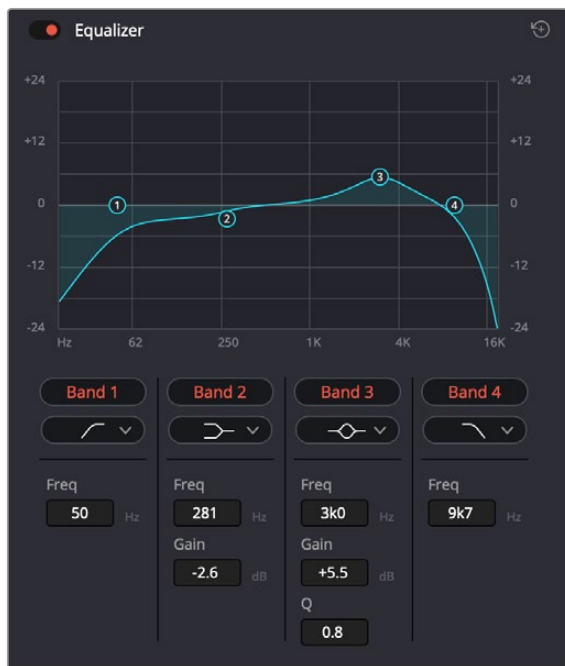 Equalizer
+24 +24
+12 +12
0 1 3 4 0
2
-12 -12
-24 -24
Hz 62 250 1K 4K 16K
Band 1 Band 2 Band 3 Band 4
Freq Freq Freq Freq
50 Hz 281 Hz 3k0 Hz 9k7 Hz
Gain Gain
-2.6 dB +5.5 dB
Q
0.8